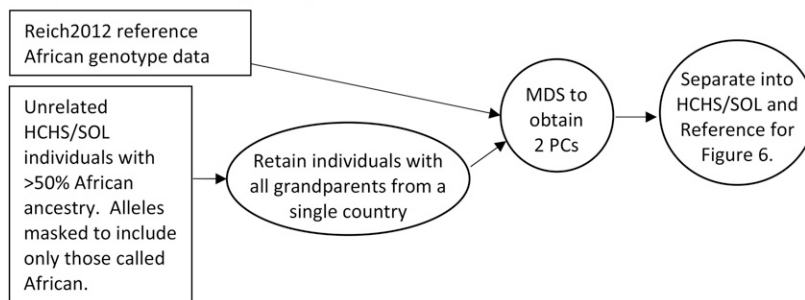 Reich2012 reference
African genotype data
Unrelated
HCHS/SOL
individuals with
>50% African
ancestry.  Alleles
masked to include
only those called
African.
Retain individuals with
all grandparents from a
single country
MDS to
obtain
2 PCs
Separate into
HCHS/SOL and
Reference for
Figure 6.